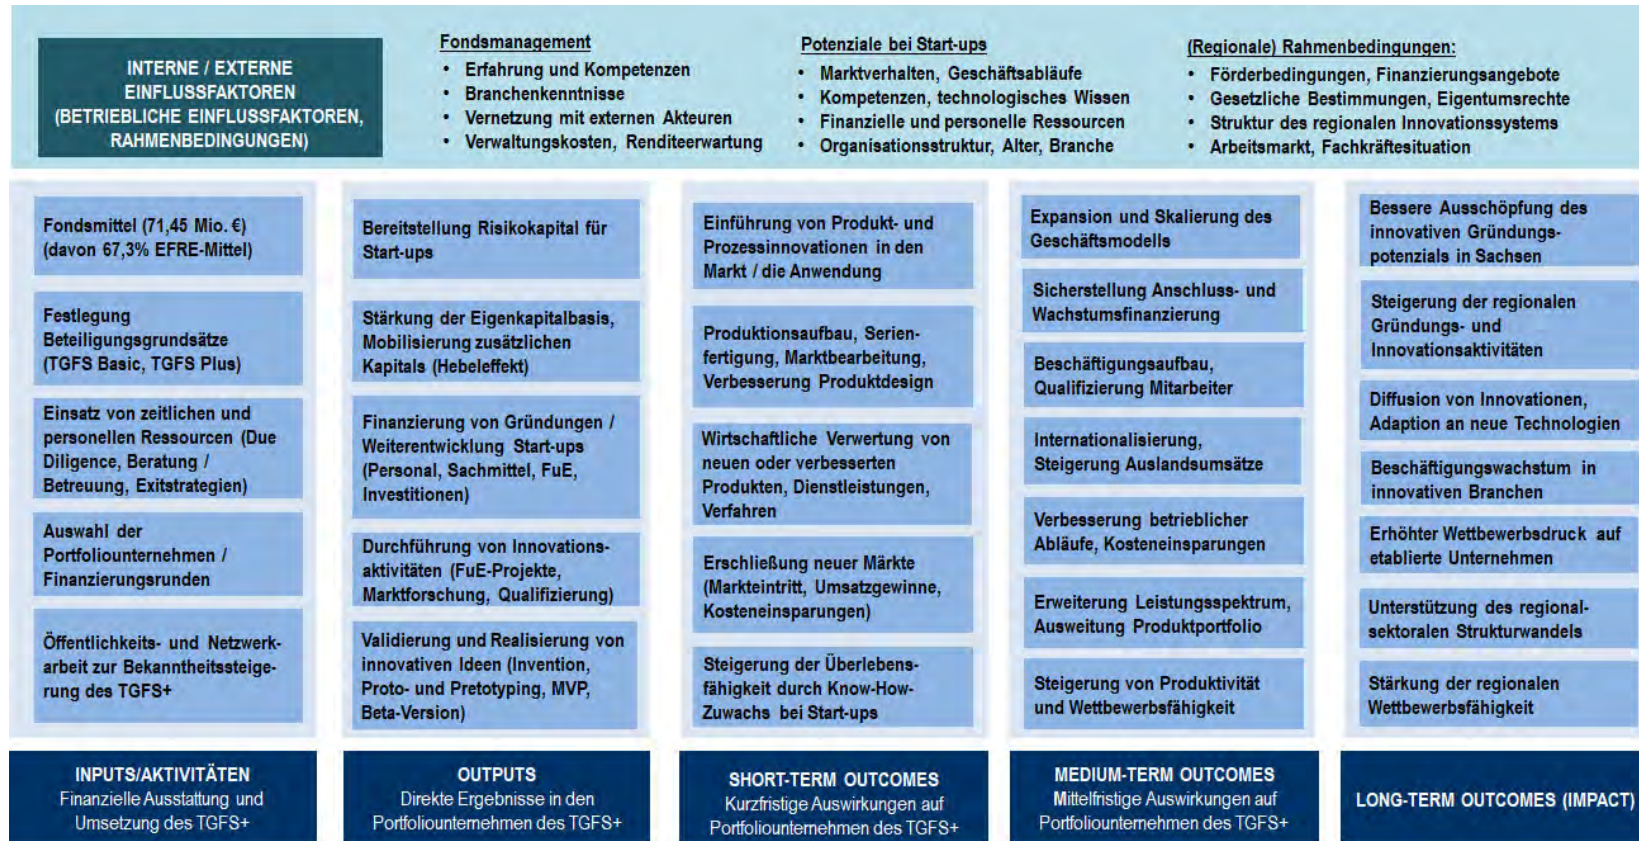 INTERNE / EXTERNE
EINFLUSSFAKTOREN
(BETRIEBLICHE EINFLUSSFAKTOREN,
RAHMENBEDINGUNGEN)
Fondsmanagement
• Erfahrung und Kompetenzen
• Branchenkenntnisse
• Vernetzung mit externen Akteuren
• Verwaltungskosten, Renditeerwartung
Potenziale bei Start-ups
• Marktverhalten, Geschäftsabläufe
• Kompetenzen, technologisches Wissen
• Finanzielle und personelle Ressourcen
• Organisationsstruktur, Alter, Branche
(Regionale) Rahmenbedingungen:
• Förderbedingungen, Finanzierungsangebote
• Gesetzliche Bestimmungen, Eigentumsrechte
• Struktur des regionalen Innovationssystems
• Arbeitsmarkt, Fachkräftesituation
Fondsmittel (71,45 Mio. €)
(davon 67,3% EFRE-Mittel)
Festlegung
Beteiligungsgrundsätze
(TGFS Basic, TGFS Plus)
Einsatz von zeitlichen und
personellen Ressourcen (Due
Diligence, Beratung /
Betreuung, Exitstrategien)
Auswahl der
Portfoliounternehmen /
Finanzierungsrunden
Öffentlichkeits- und Netzwerk-
arbeit zur Bekanntheitssteige-
rung des TGFS+
INPUTS/AKTIVITÄTEN
Finanzielle Ausstattung und
Umsetzung des TGFS+
Bereitstellung Risikokapital für
Start-ups
Stärkung der Eigenkapitalbasis,
Mobilisierung zusätzlichen
Kapitals (Hebeleffekt)
Finanzierung von Gründungen /
Weiterentwicklung Start-ups
(Personal, Sachmittel, FuE,
Investitionen)
Durchführung von Innovations-
aktivitäten (FuE-Projekte,
Marktforschung, Qualifizierung)
Validierung und Realisierung von
innovativen Ideen (Invention,
Proto- und Pretotyping, MVP,
Beta-Version)
OUTPUTS
Direkte Ergebnisse in den
Portfoliounternehmen des TGFS+
Einführung von Produkt- und
Prozessinnovationen in den
Markt / die Anwendung
Produktionsaufbau, Serien-
fertigung, Marktbearbeitung,
Verbesserung Produktdesign
Wirtschaftliche Verwertung von
neuen oder verbesserten
Produkten, Dienstleistungen,
Verfahren
Erschließung neuer Märkte
(Markteintritt, Umsatzgewinne,
Kosteneinsparungen)
Steigerung der Überlebens-
fähigkeit durch Know-How-
Zuwachs bei Start-ups
SHORT-TERM OUTCOMES
Kurzfristige Auswirkungen auf
Portfoliounternehmen des TGFS+
Expansion und Skalierung des
Geschäftsmodells
Sicherstellung Anschluss- und
Wachstumsfinanzierung
Beschäftigungsaufbau,
Qualifizierung Mitarbeiter
Internationalisierung,
Steigerung Auslandsumsätze
Verbesserung betrieblicher
Abläufe, Kosteneinsparungen
Erweiterung Leistungsspektrum,
Ausweitung Produktportfolio
Steigerung von Produktivität
und Wettbewerbsfähigkeit
MEDIUM-TERM OUTCOMES
Mittelfristige Auswirkungen auf
Portfoliounternehmen des TGFS+
Bessere Ausschöpfung des
innovativen Gründungs-
potenzials in Sachsen
Steigerung der regionalen
Gründungs- und
Innovationsaktivitäten
Diffusion von Innovationen,
Adaption an neue Technologien
Beschäftigungswachstum in
innovativen Branchen
Erhöhter Wettbewerbsdruck auf
etablierte Unternehmen
Unterstützung des regional-
sektoralen Strukturwandels
Stärkung der regionalen
Wettbewerbsfähigkeit
LONG-TERM OUTCOMES (IMPACT)